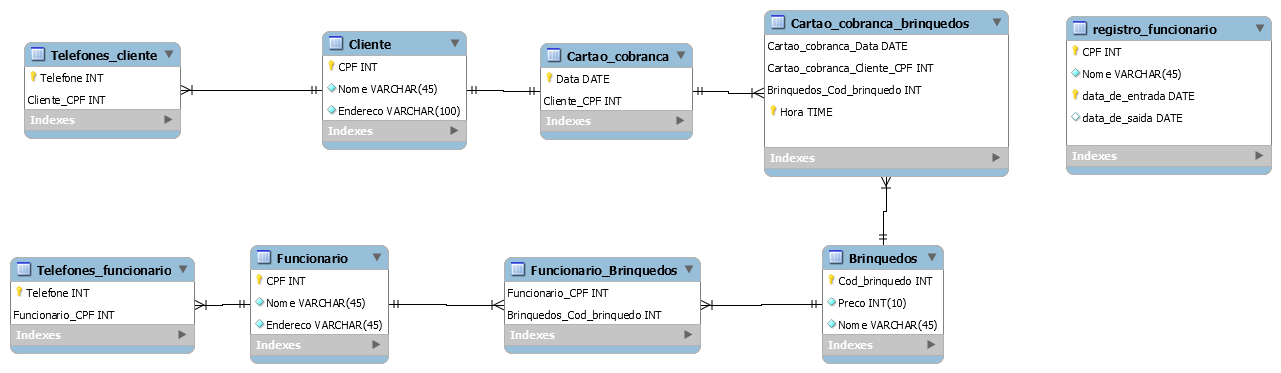 Telefones_cliente
Telefone INT
Cliente_CPF INT
Indexes
Cliente
CPF INT
Nome VARCHAR(45)
Endereco VARCHAR(100)
Indexes
Cartao_cobranca
Data DATE
Cliente_CPF INT
Indexes
Cartao_cobranca_brinquedos
Cartao_cobranca_Data DATE
Cartao_cobranca_Cliente_CPF INT
Brinquedos_Cod_brinquedo INT
Hora TIME
Indexes
registro_funcionario
CPF INT
Nome VARCHAR(45)
data_de_entrada DATE
data_de_saida DATE
Indexes
Telefones_funcionario
Telefone INT
Funcionario_CPF INT
Indexes
Funcionario
CPF INT
Nome VARCHAR(45)
Endereco VARCHAR(45)
Indexes
Funcionario_Brinquedos
Funcionario_CPF INT
Brinquedos_Cod_brinquedo INT
Indexes
Brinquedos
Cod_brinquedo INT
Preco INT(10)
Nome VARCHAR(45)
Indexes